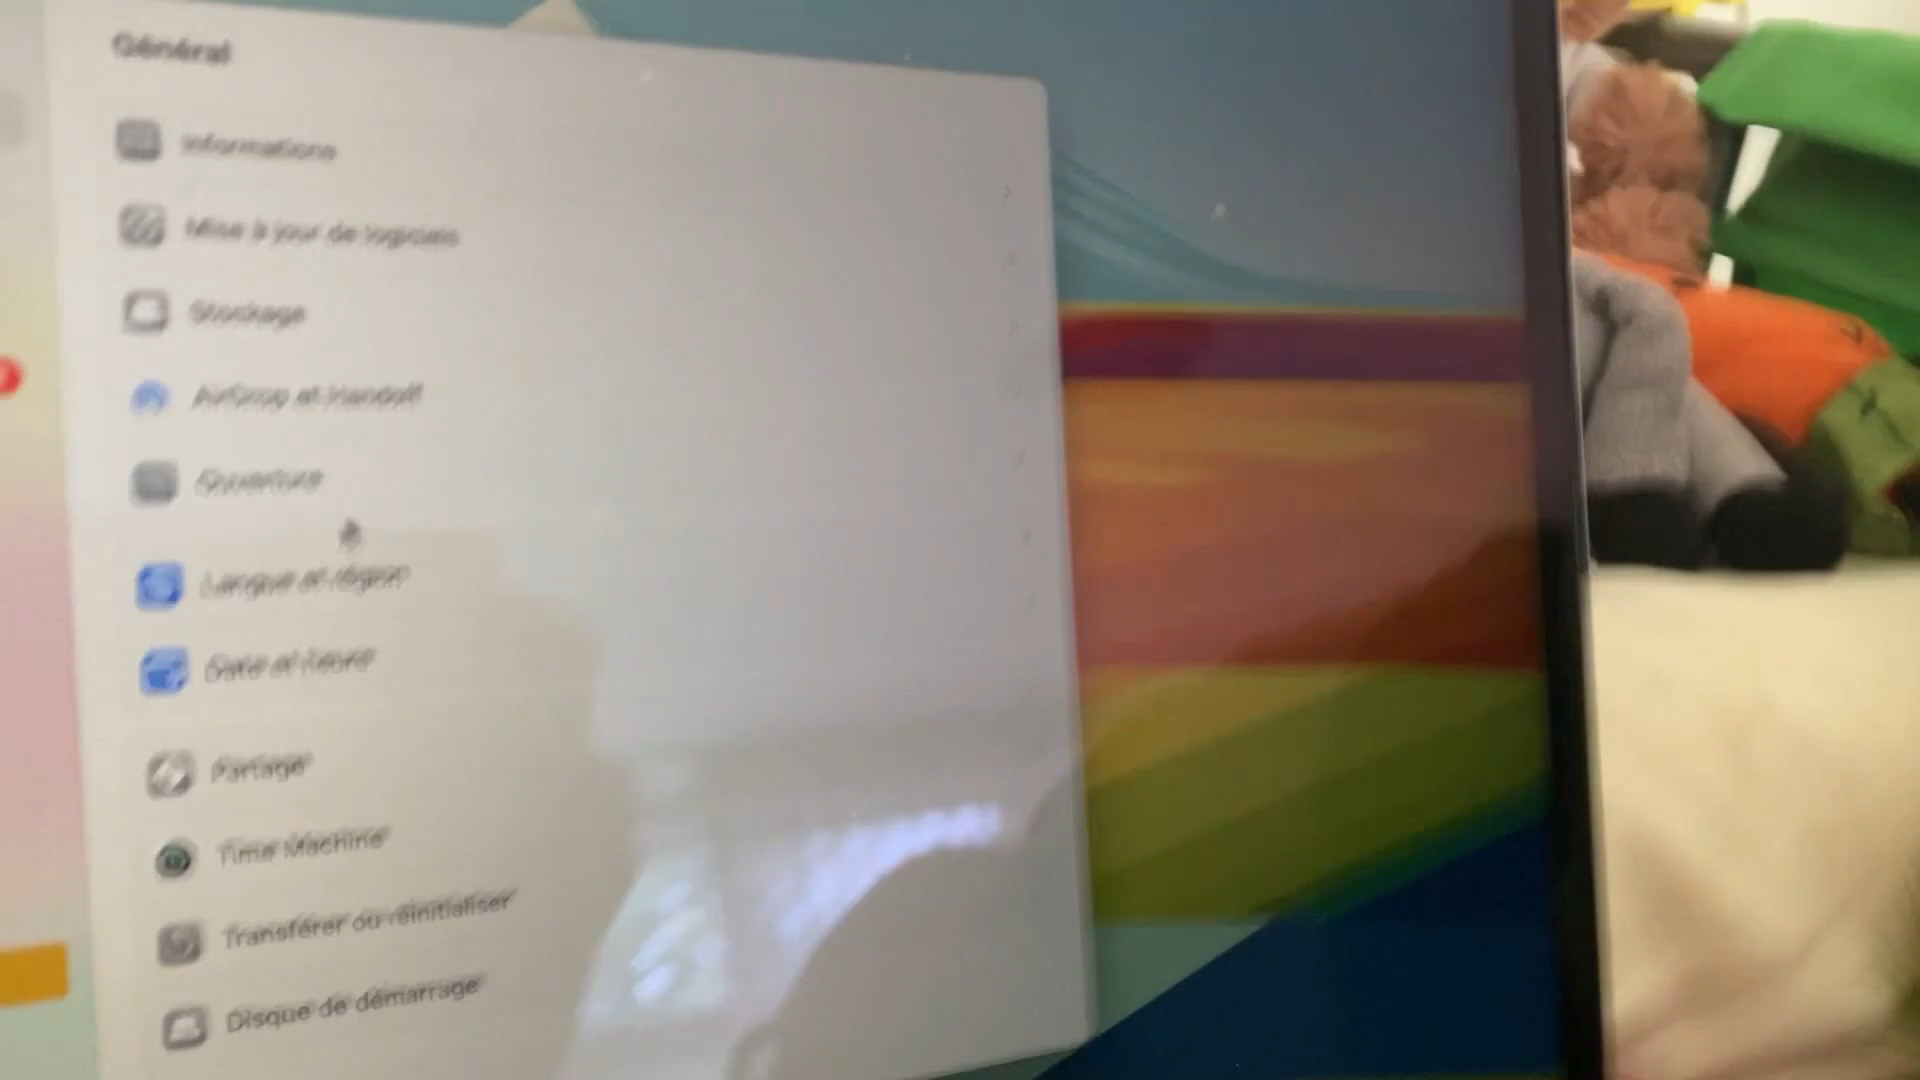 Général
Informations
Mise à jour de logiciels
Stockage
AirDrop et Handoff
Ouverture
Langue et région
Date et heure
Partage
Time Machine
Transférer ou réinitialiser
Disque de démarrage